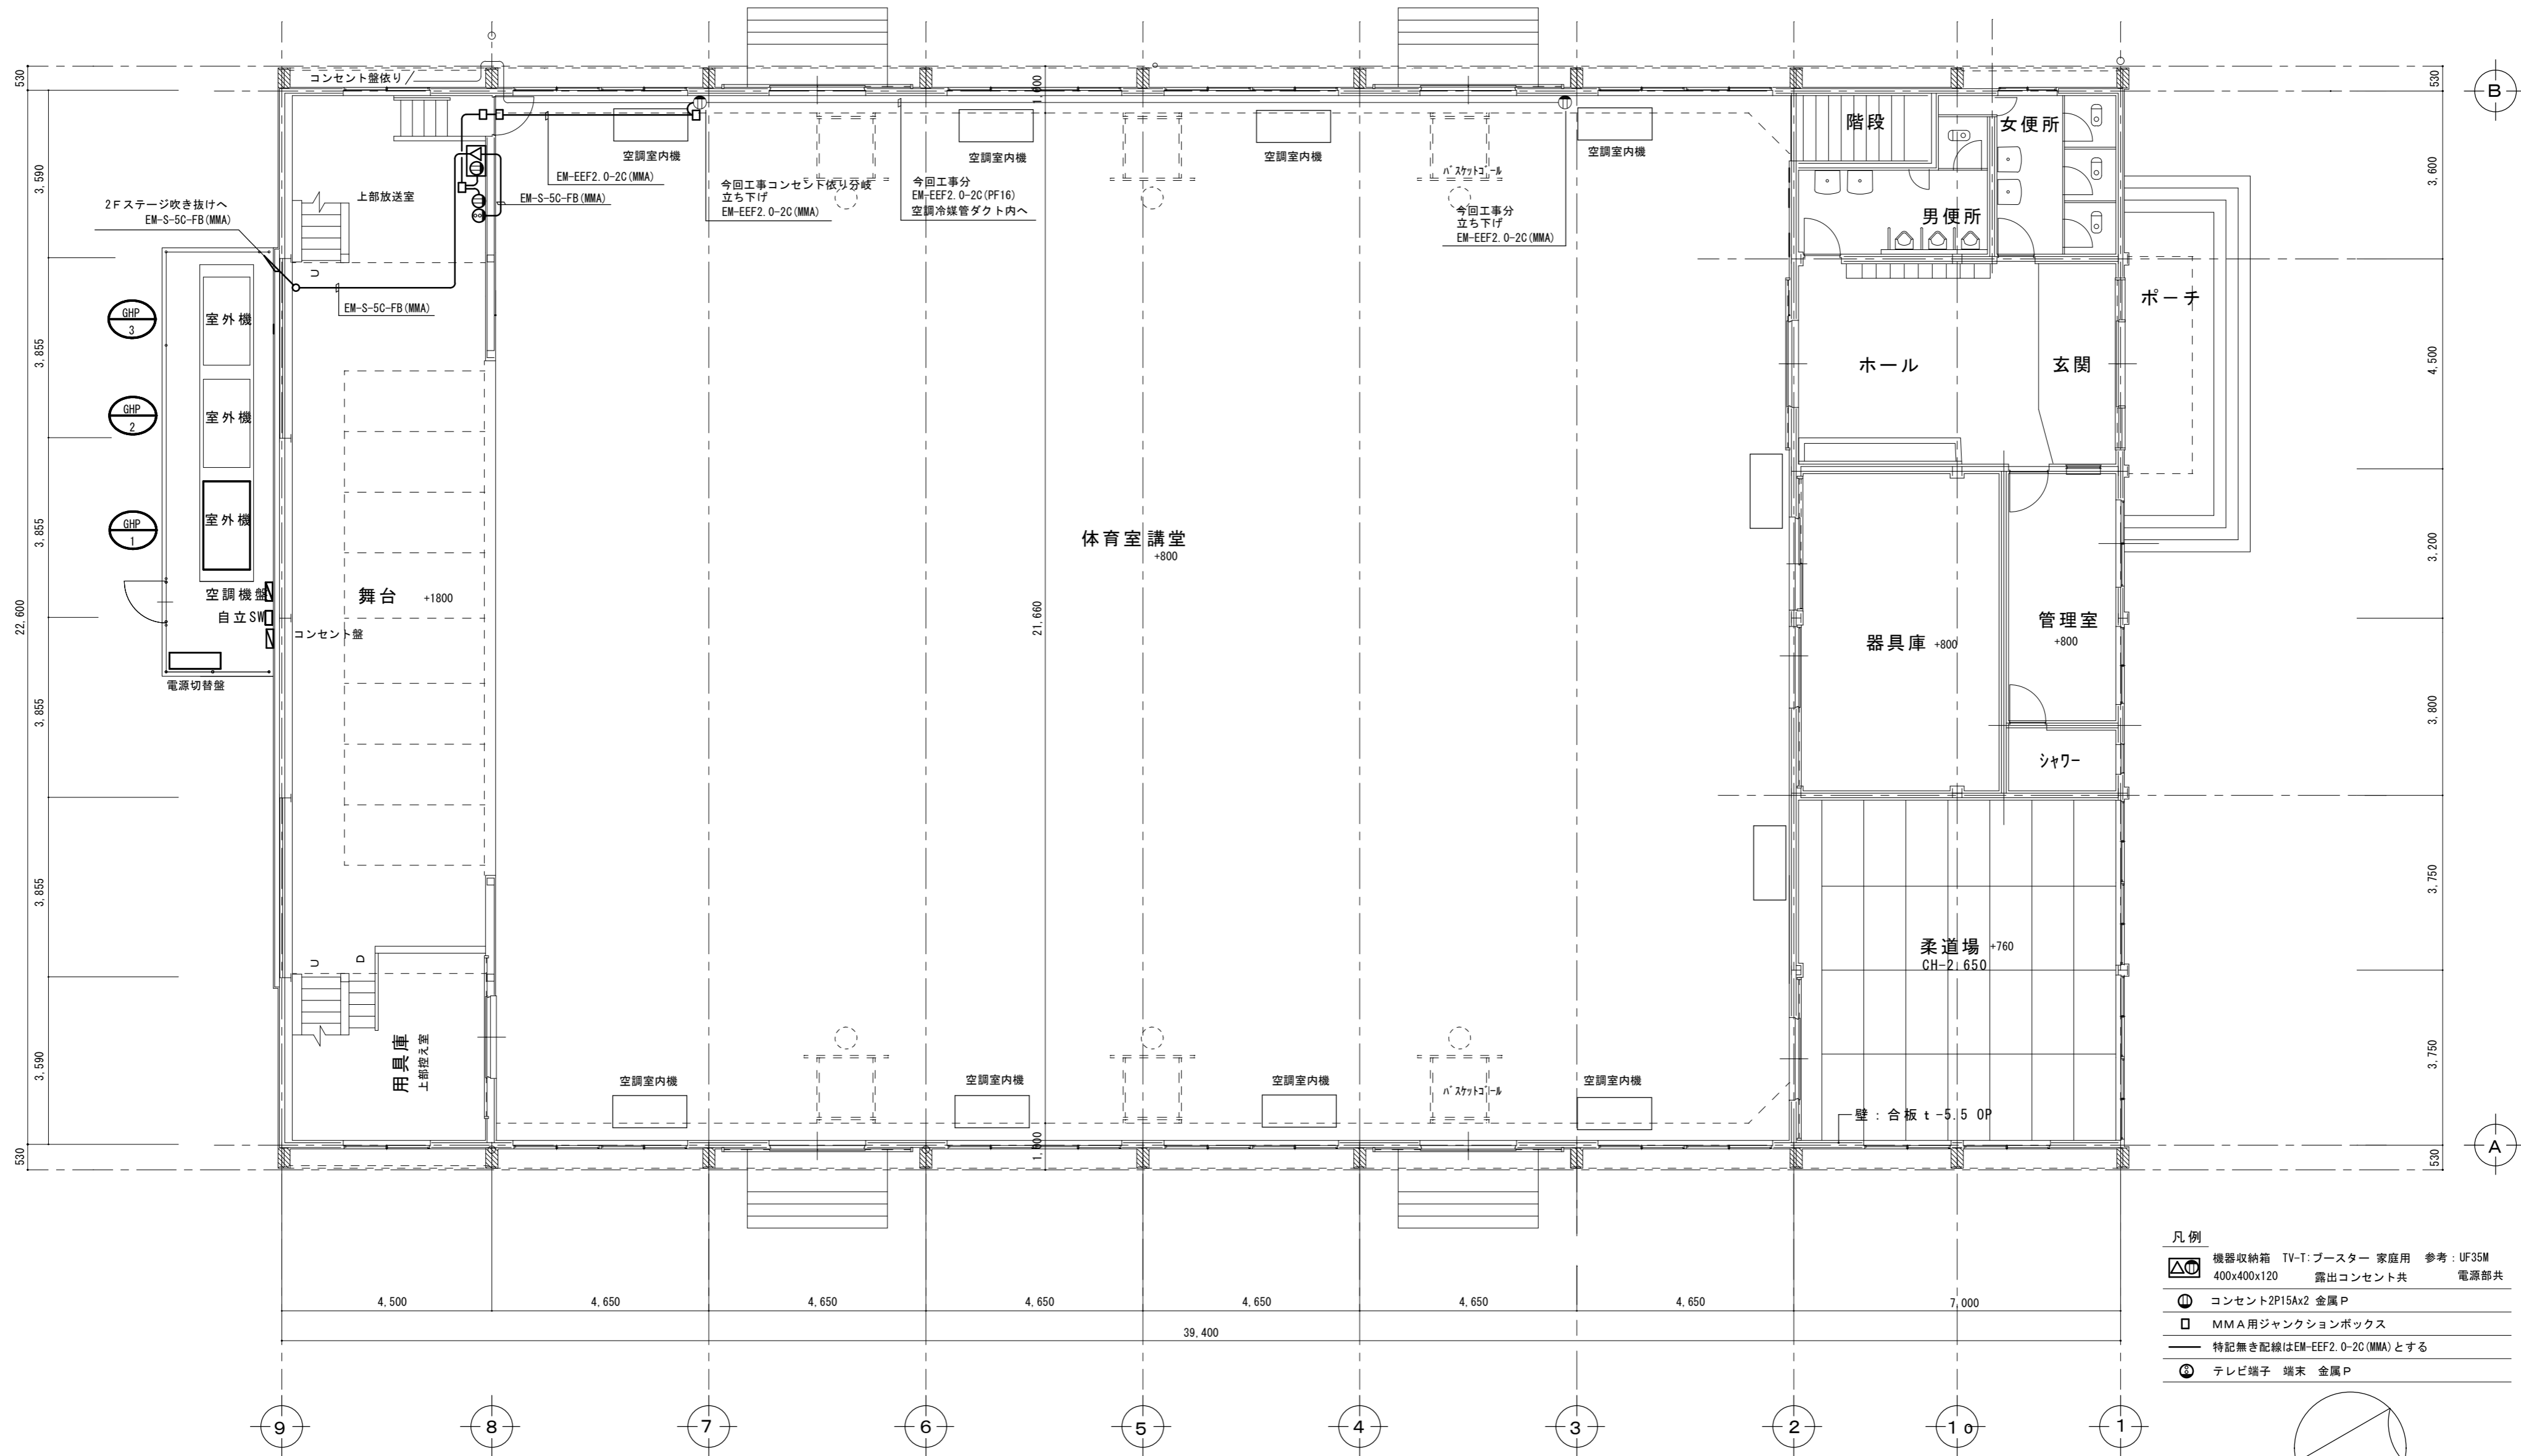 530
コンセント盤依り
1,000
530
B
3,590
3,855
3,855
3,855
3,855
3,590
22,600
530
2Fステージ吹き抜けへ
EM-S-5C-FB(MMA)
上部放送室
U
EM-S-5C-FB(MMA)
EM-S-5C-FB(MMA)
空調室内機
EM-EEF2.0-2C(MMA)
今回工事コンセント依り分岐
立ち下げ
EM-EEF2.0-2C(MMA)
空調室内機
今回工事分
EM-EEF2.0-2C(PF16)
空調冷媒管ダクト内へ
空調室内機
バスケットゴール
今回工事分
立ち下げ
EM-EEF2.0-2C(MMA)
空調室内機
階段
女便所
男便所
3,600
ポーチ
ホール
玄関
4,500
GHP
3
室外機
GHP
2
室外機
GHP
1
室外機
空調機盤
自立SW
コンセント盤
電源切替盤
舞台 +1800
体育室講堂
+800
21,660
器具庫 +800
管理室
+800
3,200
シャワー
3,800
柔道場 +760
CH-2,650
3,750
3,750
530
壁：合板t-5.5 OP
U
D
用具庫
上部控え室
空調室内機
空調室内機
空調室内機
バスケットゴール
空調室内機
1,000
A
4,500
4,650
4,650
4,650
4,650
4,650
4,650
7,000
39,400
9
8
7
6
5
4
3
2
1o
1
凡例
機器収納箱 TV-T:ブースター 家庭用 参考：UF35M
400x400x120 露出コンセント共 電源部共
コンセント2P15Ax2 金属P
MMA用ジャンクションボックス
特記無き配線はEM-EEF2.0-2C(MMA)とする
テレビ端子 端末 金属P